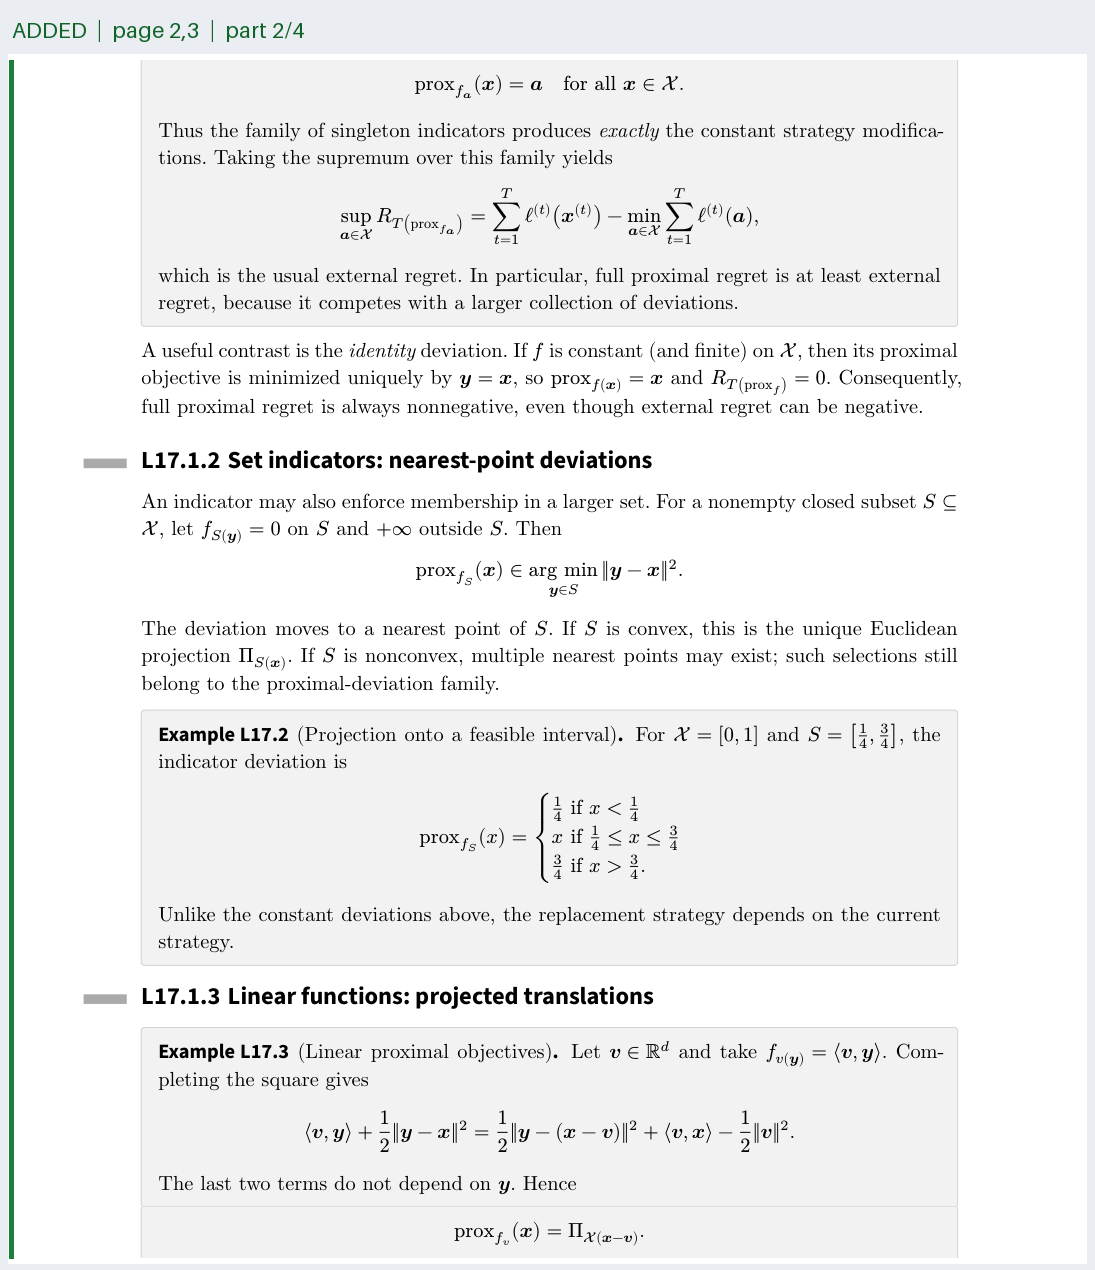 ADDED | page 2,3 | part 2/4
prox_{f_a}(x) = a for all x ∈ 𝒳.
Thus the family of singleton indicators produces exactly the constant strategy modifica-
tions. Taking the supremum over this family yields
sup_{a∈𝒳} R_{T(prox_{f_a})} = ∑_{t=1}^{T} ℓ^{(t)}(x^{(t)}) − min_{a∈𝒳} ∑_{t=1}^{T} ℓ^{(t)}(a),
which is the usual external regret. In particular, full proximal regret is at least external
regret, because it competes with a larger collection of deviations.
A useful contrast is the identity deviation. If f is constant (and finite) on 𝒳, then its proximal
objective is minimized uniquely by y = x, so prox_{f(x)} = x and R_{T(prox_f)} = 0. Consequently,
full proximal regret is always nonnegative, even though external regret can be negative.
L17.1.2 Set indicators: nearest-point deviations
An indicator may also enforce membership in a larger set. For a nonempty closed subset S ⊆
𝒳, let f_{S(y)} = 0 on S and +∞ outside S. Then
prox_{f_S}(x) ∈ arg min_{y∈S} ‖y − x‖².
The deviation moves to a nearest point of S. If S is convex, this is the unique Euclidean
projection Π_{S(x)}. If S is nonconvex, multiple nearest points may exist; such selections still
belong to the proximal-deviation family.
Example L17.2 (Projection onto a feasible interval). For 𝒳 = [0, 1] and S = [1/4, 3/4], the
indicator deviation is
prox_{f_S}(x) = { 1/4 if x < 1/4
x if 1/4 ≤ x ≤ 3/4
3/4 if x > 3/4.
Unlike the constant deviations above, the replacement strategy depends on the current
strategy.
L17.1.3 Linear functions: projected translations
Example L17.3 (Linear proximal objectives). Let v ∈ ℝ^d and take f_{v(y)} = ⟨v, y⟩. Com-
pleting the square gives
⟨v, y⟩ + 1/2‖y − x‖² = 1/2‖y − (x − v)‖² + ⟨v, x⟩ − 1/2‖v‖².
The last two terms do not depend on y. Hence
prox_{f_v}(x) = Π_{𝒳(x−v)}.